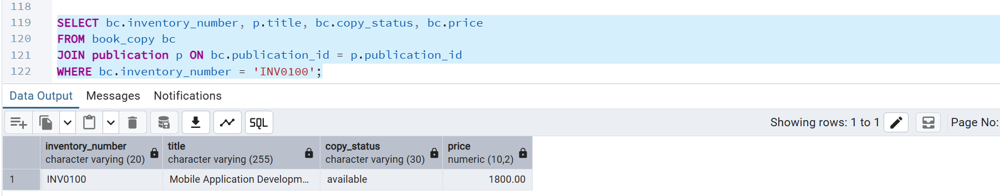 118
119 SELECT bc.inventory_number, p.title, bc.copy_status, bc.price
120 FROM book_copy bc
121 JOIN publication p ON bc.publication_id = p.publication_id
122 WHERE bc.inventory_number = 'INV0100';
Data Output Messages Notifications
SQL Showing rows: 1 to 1 Page No:
inventory_number title copy_status price
character varying (20) character varying (255) character varying (30) numeric (10,2)
1 INV0100 Mobile Application Developm... available 1800.00